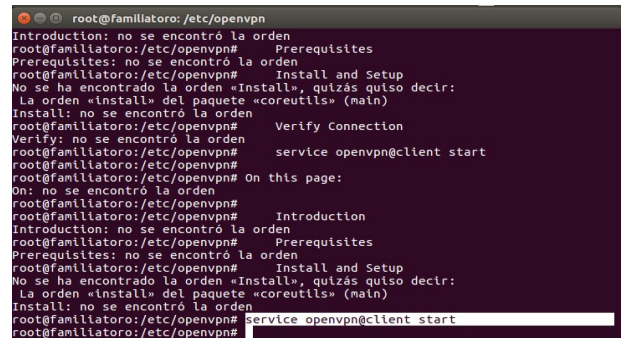 root@familiatoro: /etc/openvpn
Introduction: no se encontró la orden
root@familiatoro:/etc/openvpn#     Prerequisites
Prerequisites: no se encontró la orden
root@familiatoro:/etc/openvpn#     Install and Setup
No se ha encontrado la orden «Install», quizás quiso decir:
 La orden «install» del paquete «coreutils» (main)
Install: no se encontró la orden
root@familiatoro:/etc/openvpn#     Verify Connection
Verify: no se encontró la orden
root@familiatoro:/etc/openvpn#     service openvpn@client start
root@familiatoro:/etc/openvpn#
root@familiatoro:/etc/openvpn# On this page:
On: no se encontró la orden
root@familiatoro:/etc/openvpn#
root@familiatoro:/etc/openvpn#     Introduction
Introduction: no se encontró la orden
root@familiatoro:/etc/openvpn#     Prerequisites
Prerequisites: no se encontró la orden
root@familiatoro:/etc/openvpn#     Install and Setup
No se ha encontrado la orden «Install», quizás quiso decir:
 La orden «install» del paquete «coreutils» (main)
Install: no se encontró la orden
root@familiatoro:/etc/openvpn# service openvpn@client start
root@familiatoro:/etc/openvpn#